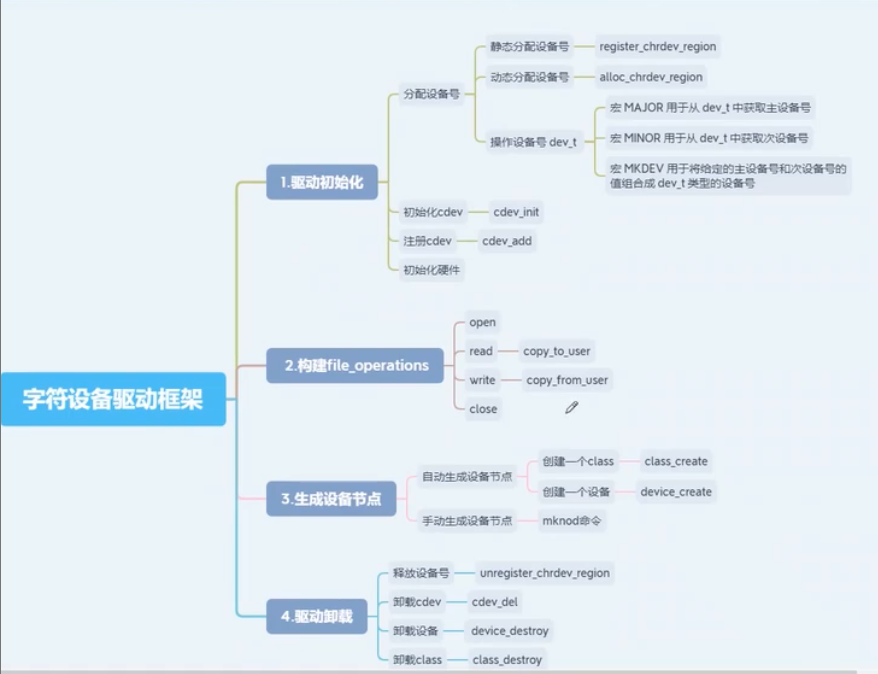 字符设备驱动框架
1.驱动初始化
分配设备号
静态分配设备号
register_chrdev_region
动态分配设备号
alloc_chrdev_region
操作设备号 dev_t
宏 MAJOR 用于从 dev_t 中获取主设备号
宏 MINOR 用于从 dev_t 中获取次设备号
宏 MKDEV 用于将给定的主设备号和次设备号的
值组合成 dev_t 类型的设备号
初始化cdev
cdev_init
注册cdev
cdev_add
初始化硬件
2.构建file_operations
open
read
copy_to_user
write
copy_from_user
close
3.生成设备节点
自动生成设备节点
创建一个class
class_create
创建一个设备
device_create
手动生成设备节点
mknod命令
4.驱动卸载
释放设备号
unregister_chrdev_region
卸载cdev
cdev_del
卸载设备
device_destroy
卸载class
class_destroy